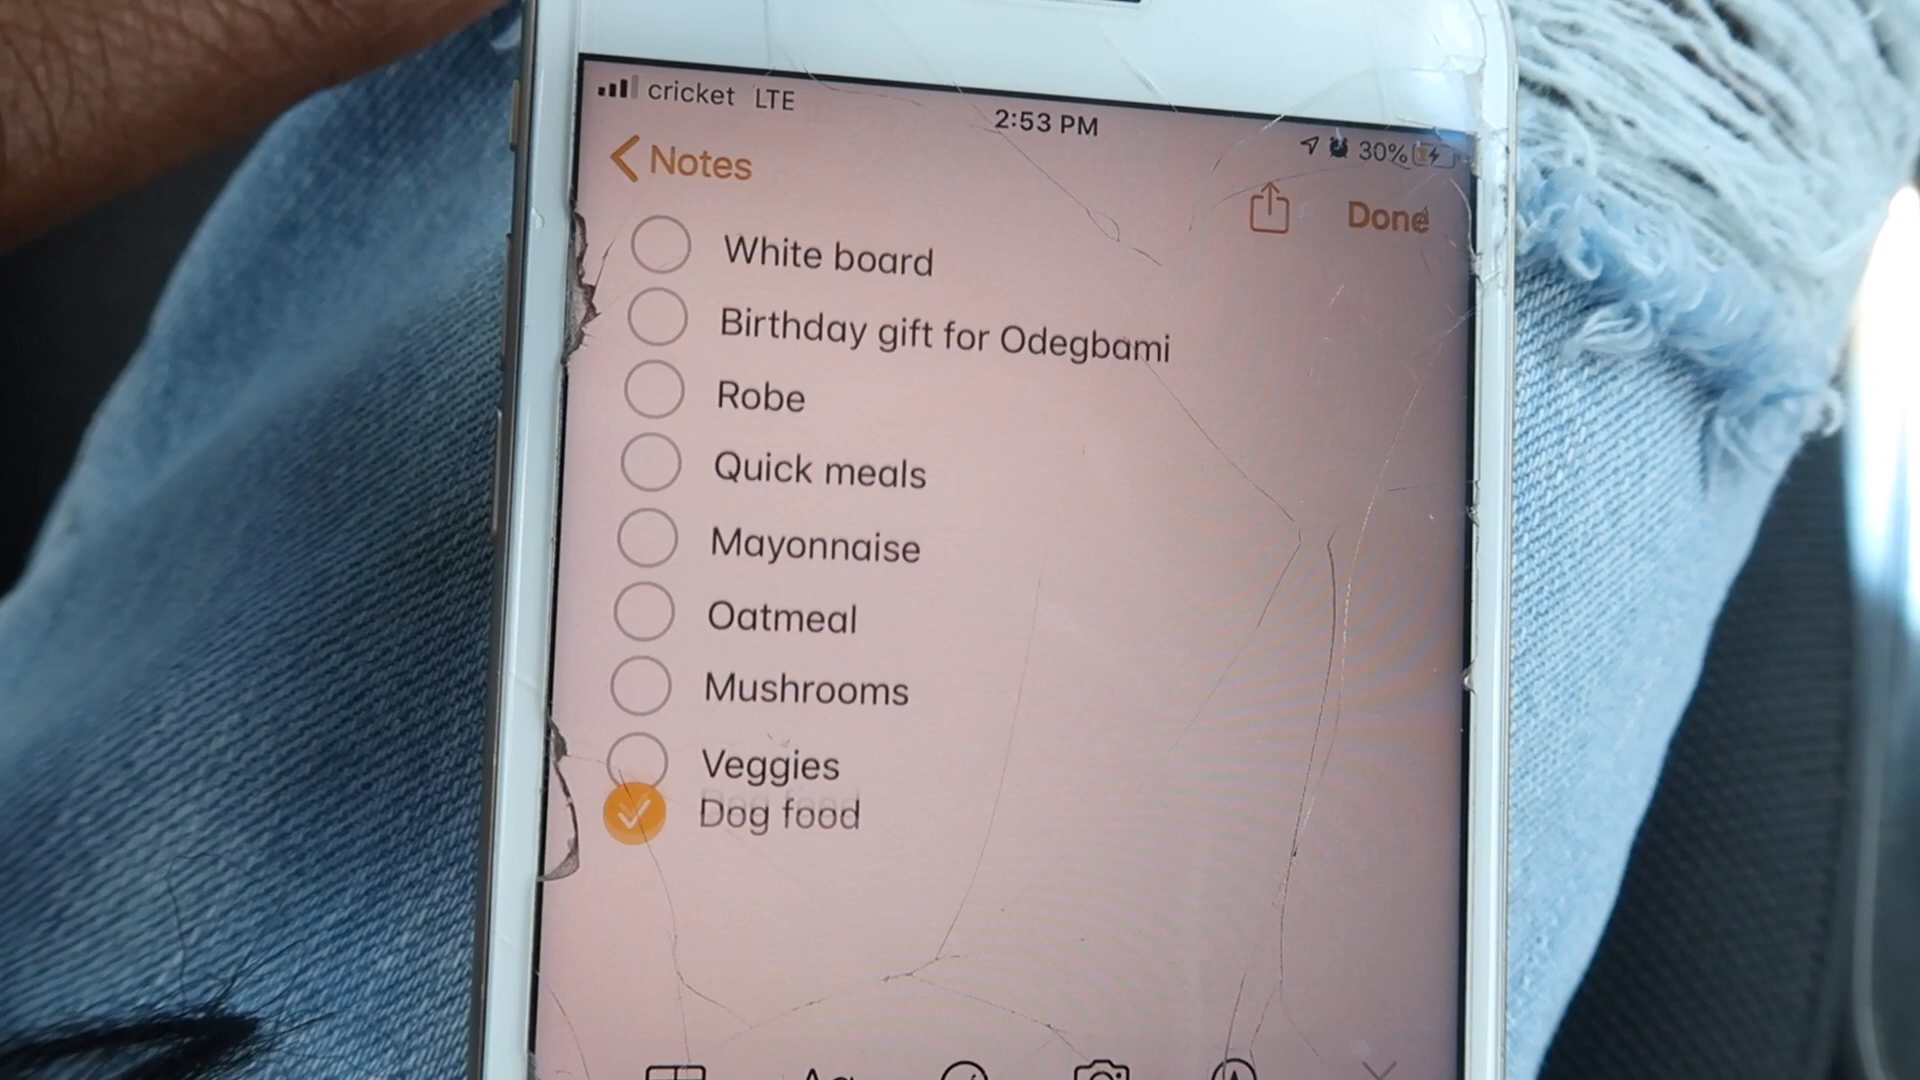 cricket LTE
2:53 PM
30%
Notes
Done
White board
Birthday gift for Odegbami
Robe
Quick meals
Mayonnaise
Oatmeal
Mushrooms
Veggies
Dog food